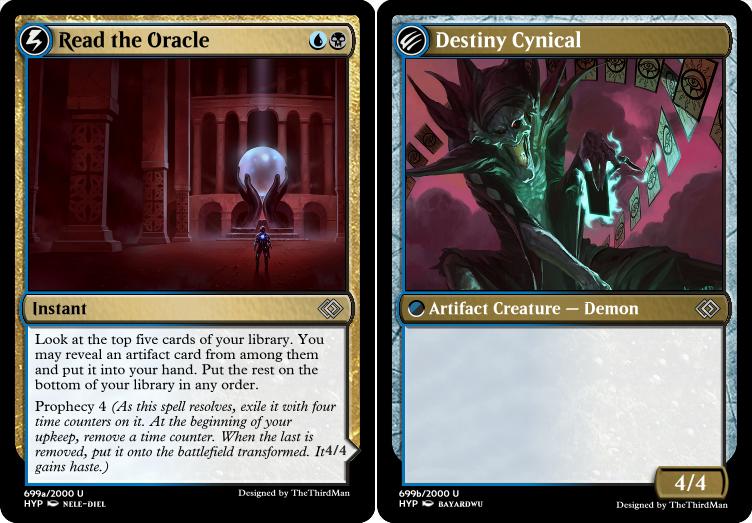 Read the Oracle
Instant
Look at the top five cards of your library. You
may reveal an artifact card from among them
and put it into your hand. Put the rest on the
bottom of your library in any order.
Prophecy 4 (As this spell resolves, exile it with four
time counters on it. At the beginning of your
upkeep, remove a time counter. When the last is
removed, put it onto the battlefield transformed. It
gains haste.)
4/4
699a/2000 U
HYP NELE-DIEL
Designed by TheThirdMan
Destiny Cynical
Artifact Creature — Demon
4/4
699b/2000 U
HYP BAYARDWU
Designed by TheThirdMan